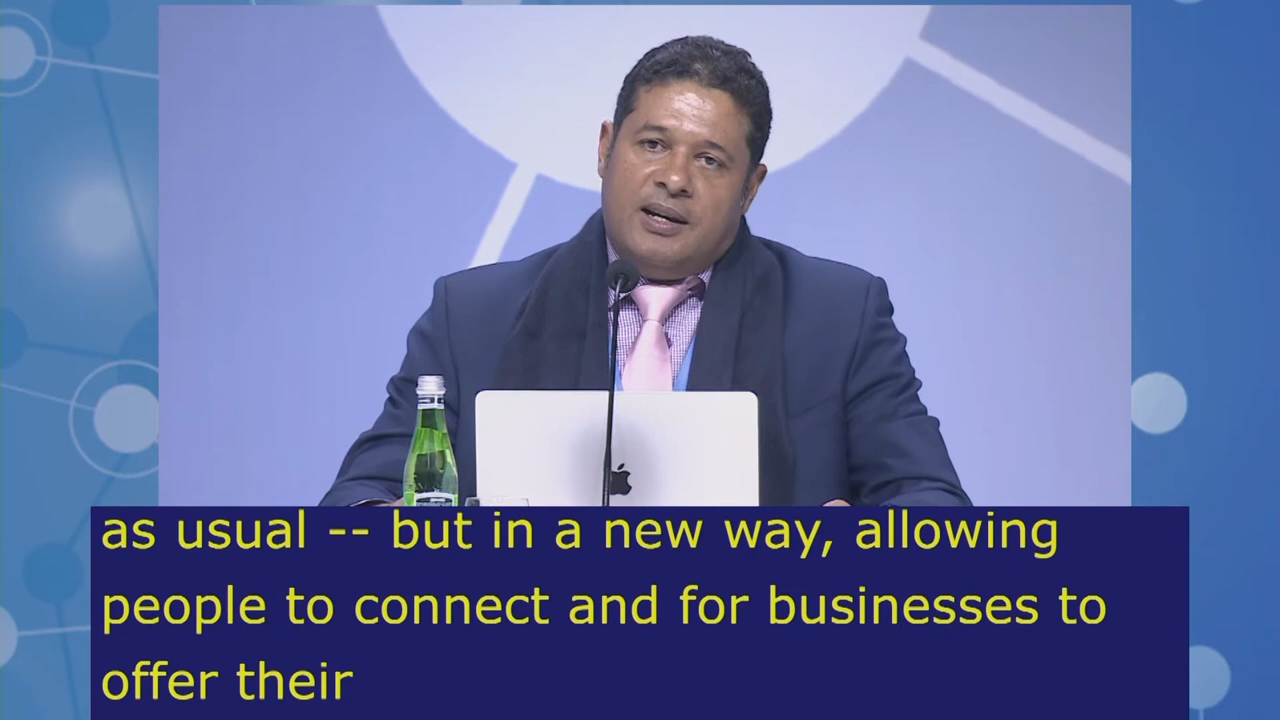 as usual -- but in a new way, allowing
people to connect and for businesses to
offer their